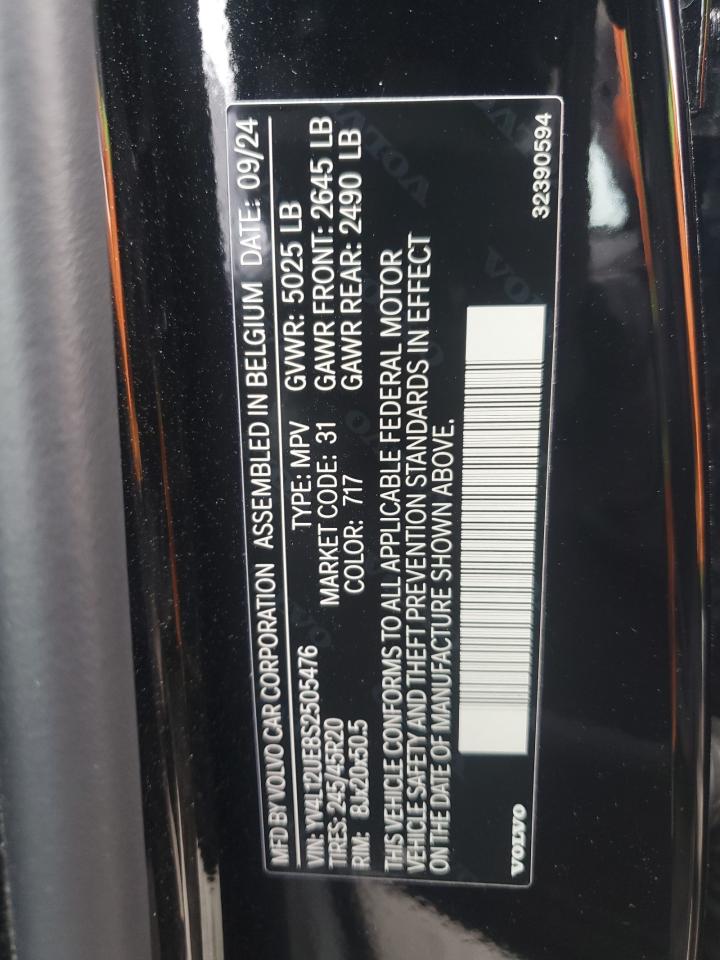 MFD BY VOLVO CAR CORPORATION ASSEMBLED IN BELGIUM DATE: 09/24
VIN: YV4L12UE8S2505476 TYPE: MPV GVWR: 5025 LB
TIRES: 245/45R20 MARKET CODE: 31 GAWR FRONT: 2645 LB
RIM: 8Jx20x50.5 COLOR: 717 GAWR REAR: 2490 LB
THIS VEHICLE CONFORMS TO ALL APPLICABLE FEDERAL MOTOR
VEHICLE SAFETY AND THEFT PREVENTION STANDARDS IN EFFECT
ON THE DATE OF MANUFACTURE SHOWN ABOVE.
VOLVO 32390594